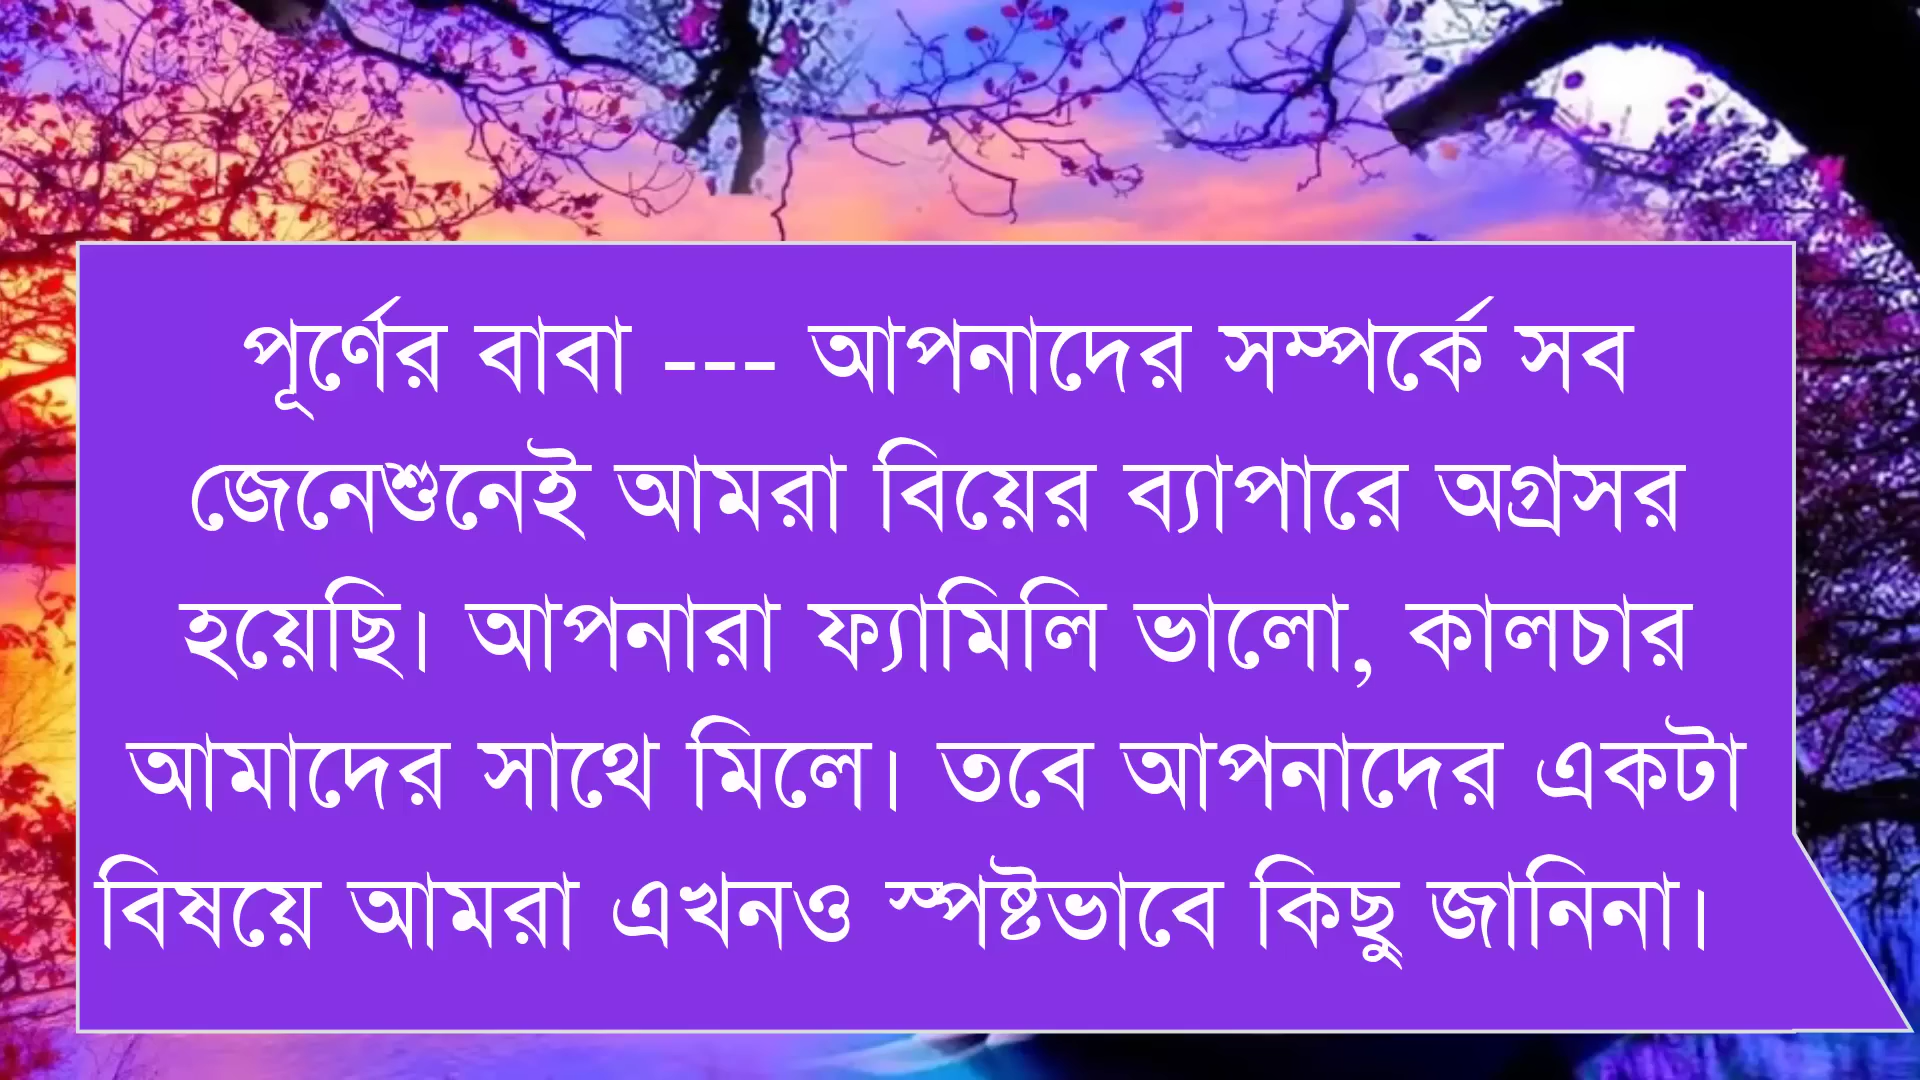 পূর্ণের বাবা --- আপনাদের সম্পর্কে সব
জেনেশুনেই আমরা বিয়ের ব্যাপারে অগ্রসর
হয়েছি। আপনারা ফ্যামিলি ভালো, কালচার
আমাদের সাথে মিলে। তবে আপনাদের একটা
বিষয়ে আমরা এখনও স্পষ্টভাবে কিছু জানিনা।